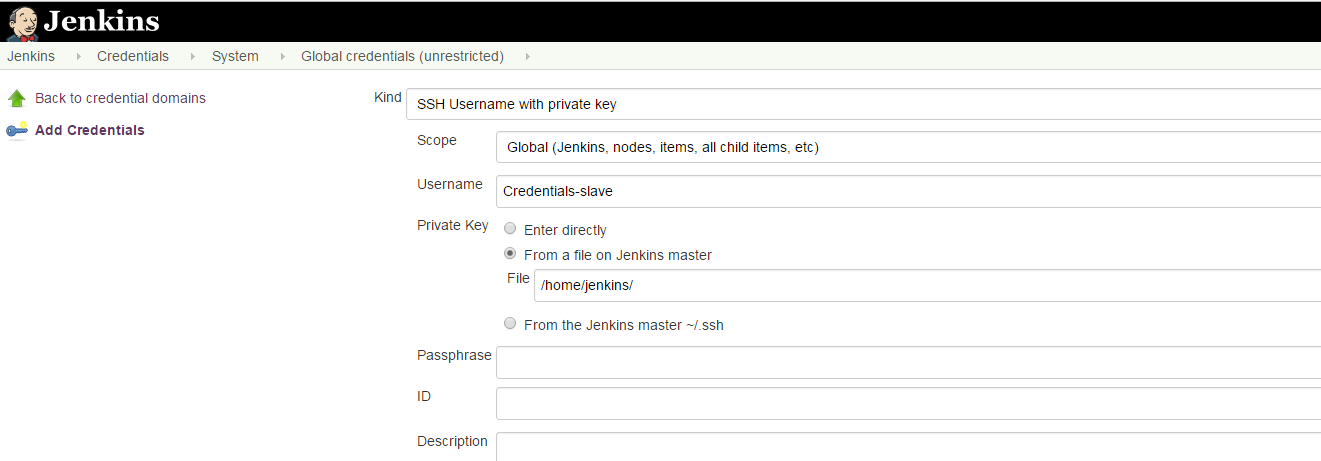 Jenkins
Jenkins Credentials System Global credentials (unrestricted)
Back to credential domains
Add Credentials
Kind SSH Username with private key
Scope Global (Jenkins, nodes, items, all child items, etc)
Username Credentials-slave
Private Key Enter directly
From a file on Jenkins master
File /home/jenkins/
From the Jenkins master ~/.ssh
Passphrase
ID
Description